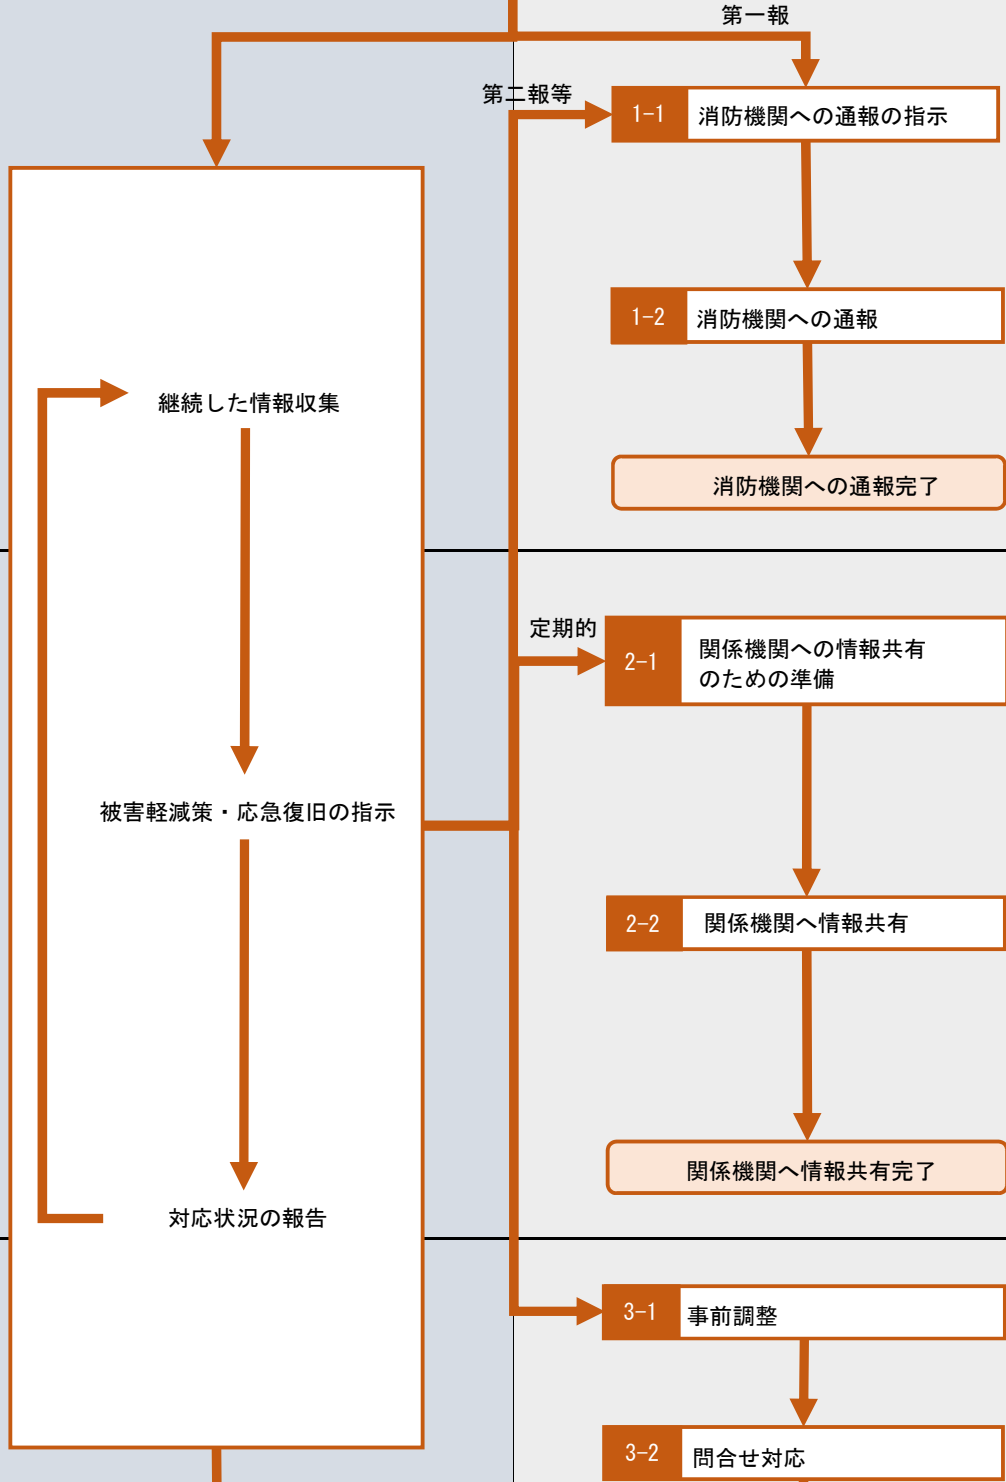 第一報
第二報等
1-1 消防機関への通報の指示
1-2 消防機関への通報
消防機関への通報完了
継続した情報収集
被害軽減策・応急復旧の指示
対応状況の報告
定期的
2-1 関係機関への情報共有
のための準備
2-2 関係機関へ情報共有
関係機関へ情報共有完了
3-1 事前調整
3-2 問合せ対応